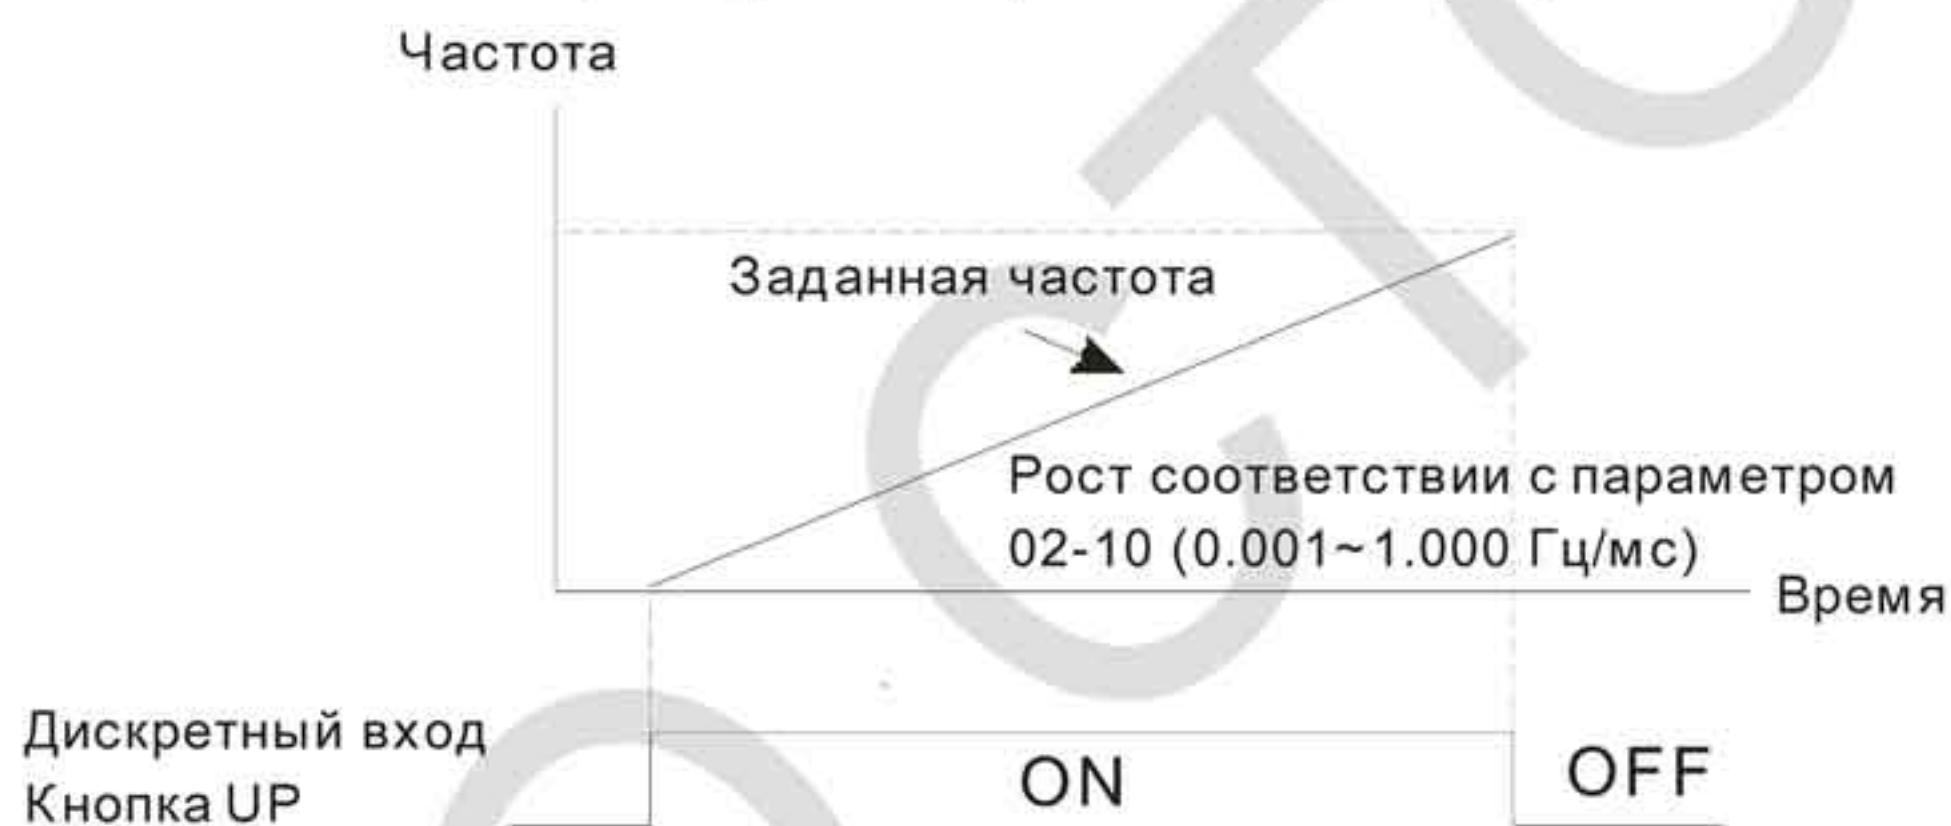 Частота
Заданная частота
Рост соответствии с параметром
02-10 (0.001~1.000 Гц/мс)
Время
Дискретный вход
Кнопка UP
ON
OFF